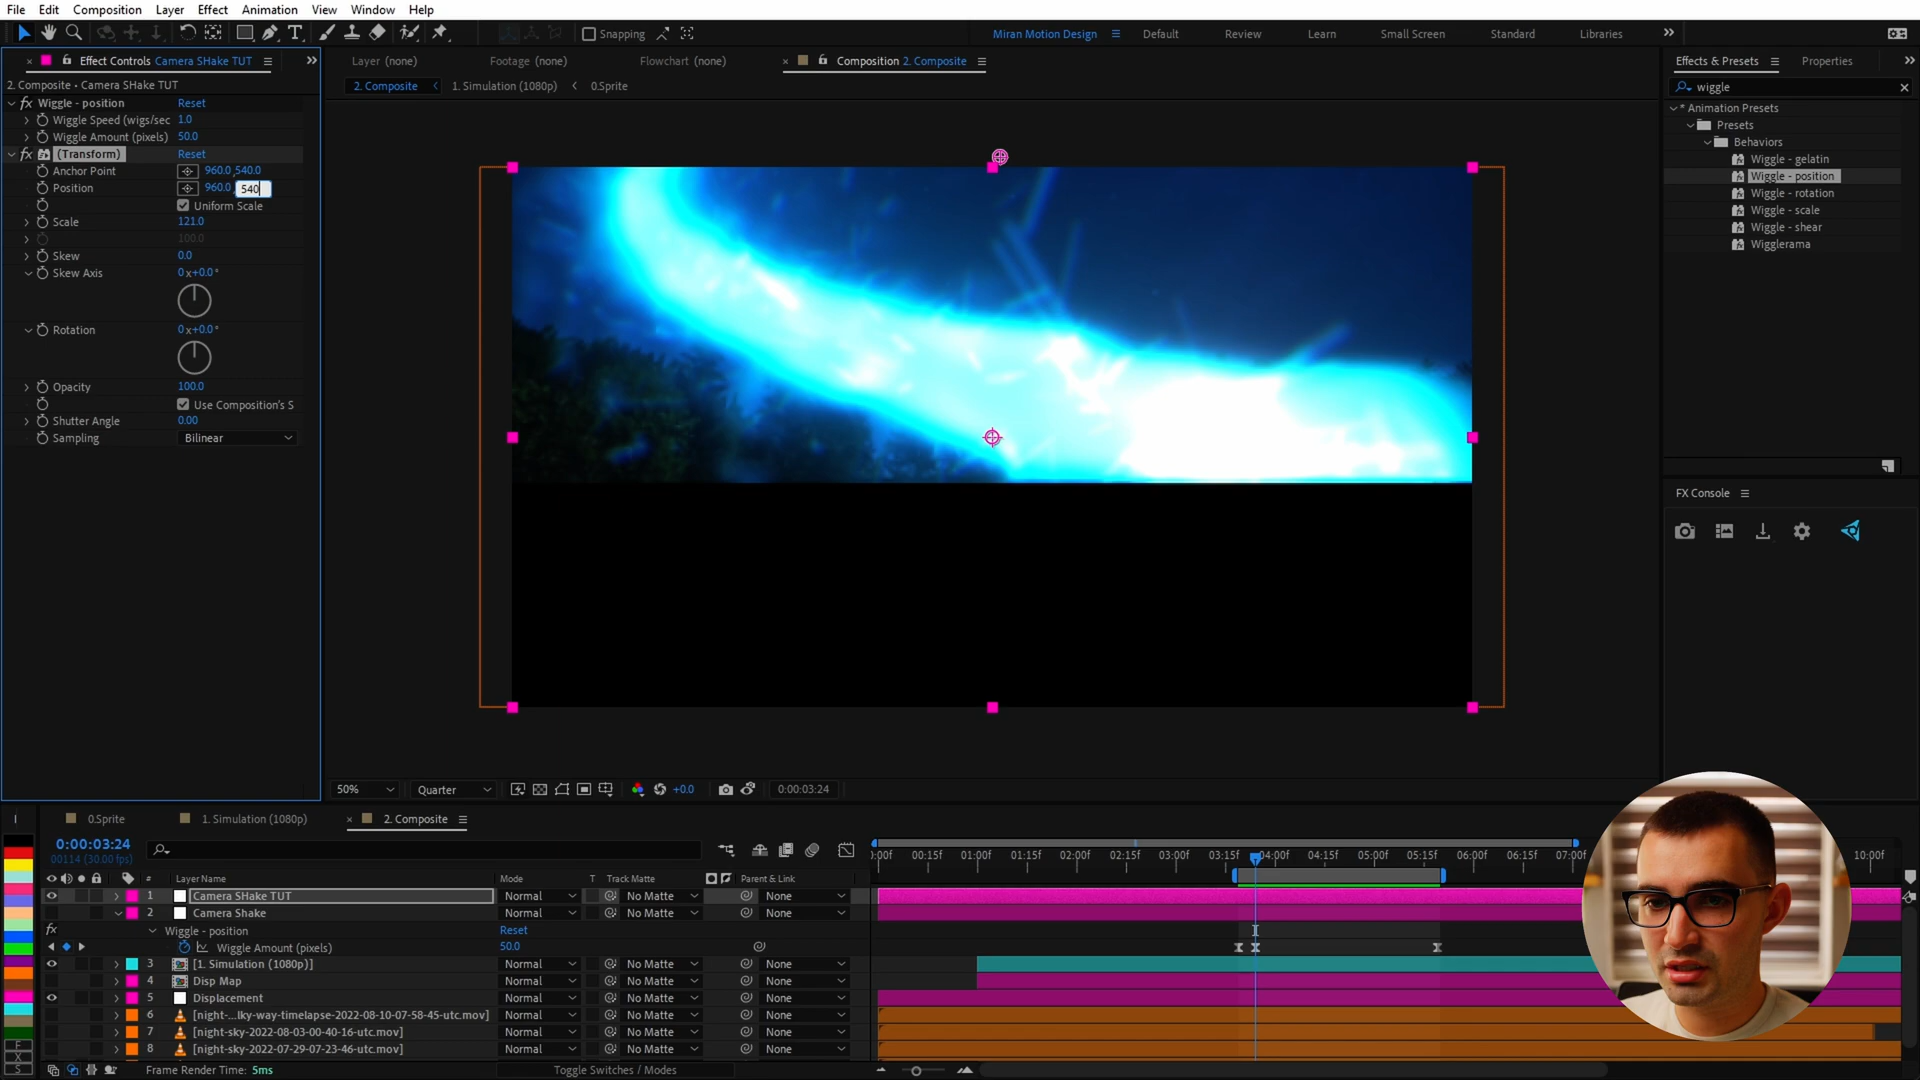 File Edit Composition Layer Effect Animation View Window Help
Snapping
Miran Motion Design Default Review Learn Small Screen Standard Libraries
Effect Controls Camera SHake TUT
2. Composite • Camera SHake TUT
Wiggle - position Reset
Wiggle Speed (wigs/sec 1.0
Wiggle Amount (pixels) 50.0
(Transform) Reset
Anchor Point 960.0,540.0
Position 960.0, 540
Uniform Scale
Scale 121.0
100.0
Skew 0.0
Skew Axis 0x+0.0°
Rotation 0x+0.0°
Opacity 100.0
Use Composition's S
Shutter Angle 0.00
Sampling Bilinear
Layer (none) Footage (none) Flowchart (none) Composition 2. Composite
2. Composite 1. Simulation (1080p) 0.Sprite
50% Quarter +0.0 0:00:03:24
Effects & Presets Properties
wiggle
* Animation Presets
Presets
Behaviors
Wiggle - gelatin
Wiggle - position
Wiggle - rotation
Wiggle - scale
Wiggle - shear
Wigglerama
FX Console
0.Sprite 1. Simulation (1080p) 2. Composite
0:00:03:24
00114 (30.00 fps)
:00f 00:15f 01:00f 01:15f 02:00f 02:15f 03:00f 03:15f 04:00f 04:15f 05:00f 05:15f 06:00f 06:15f 07:00f 10:00f
# Layer Name Mode T Track Matte Parent & Link
1 Camera SHake TUT Normal No Matte None
2 Camera Shake Normal No Matte None
fx Wiggle - position Reset
Wiggle Amount (pixels) 50.0
3 [1. Simulation (1080p)] Normal No Matte None
4 Disp Map Normal No Matte None
5 Displacement Normal No Matte None
6 [night-...lky-way-timelapse-2022-08-10-07-58-45-utc.mov] Normal No Matte None
7 [night-sky-2022-08-03-00-40-16-utc.mov] Normal No Matte None
8 [night-sky-2022-07-29-07-23-46-utc.mov] Normal No Matte None
F
X
S
Frame Render Time: 5ms Toggle Switches / Modes